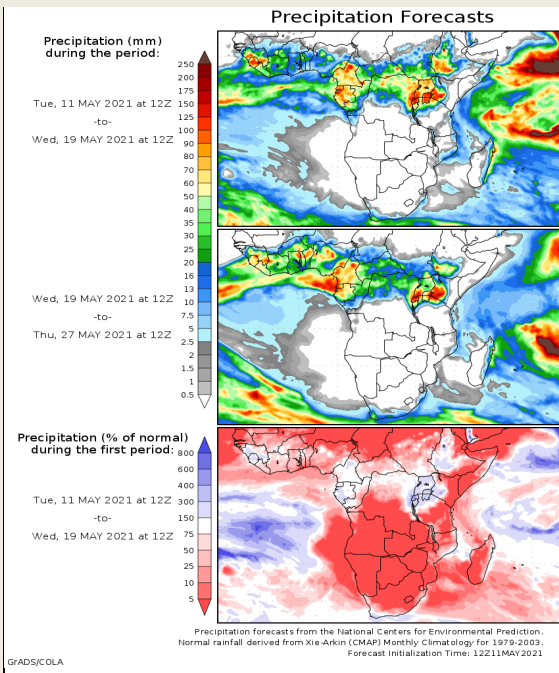 Precipitation Forecasts
Precipitation (mm)
during the period:
Tue, 11 MAY 2021 at 12Z
-to-
Wed, 19 MAY 2021 at 12Z
250
200
175
150
125
100
90
80
70
60
50
40
35
30
25
20
16
13
10
7.5
5
2.5
2
1.5
1
0.5
Wed, 19 MAY 2021 at 12Z
-to-
Thu, 27 MAY 2021 at 12Z
Precipitation (% of normal)
during the first period:
Tue, 11 MAY 2021 at 12Z
-to-
Wed, 19 MAY 2021 at 12Z
800
600
400
300
150
75
50
25
10
5
Precipitation forecasts from the National Centers for Environmental Prediction.
Normal rainfall derived from Xie-Arkin (CMAP) Monthly Climatology for 1979-2003.
Forecast Initialization Time: 12Z11MAY2021
GrADS/COLA